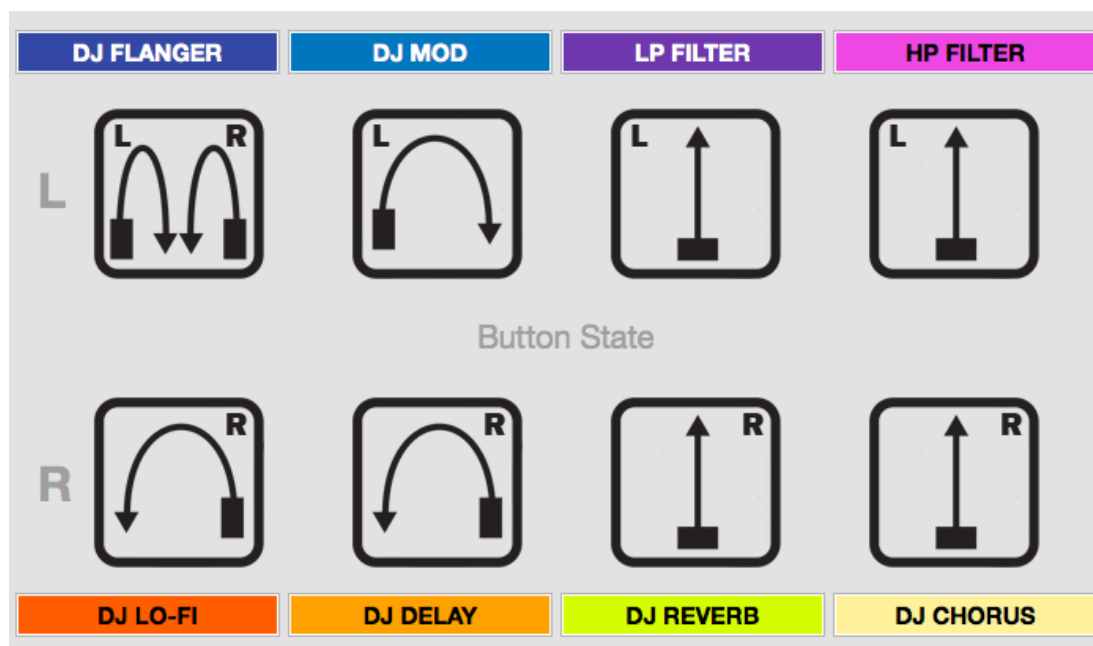 DJ FLANGER DJ MOD LP FILTER HP FILTER
L R L L L
L
Button State
R R R R
R
DJ LO-FI DJ DELAY DJ REVERB DJ CHORUS